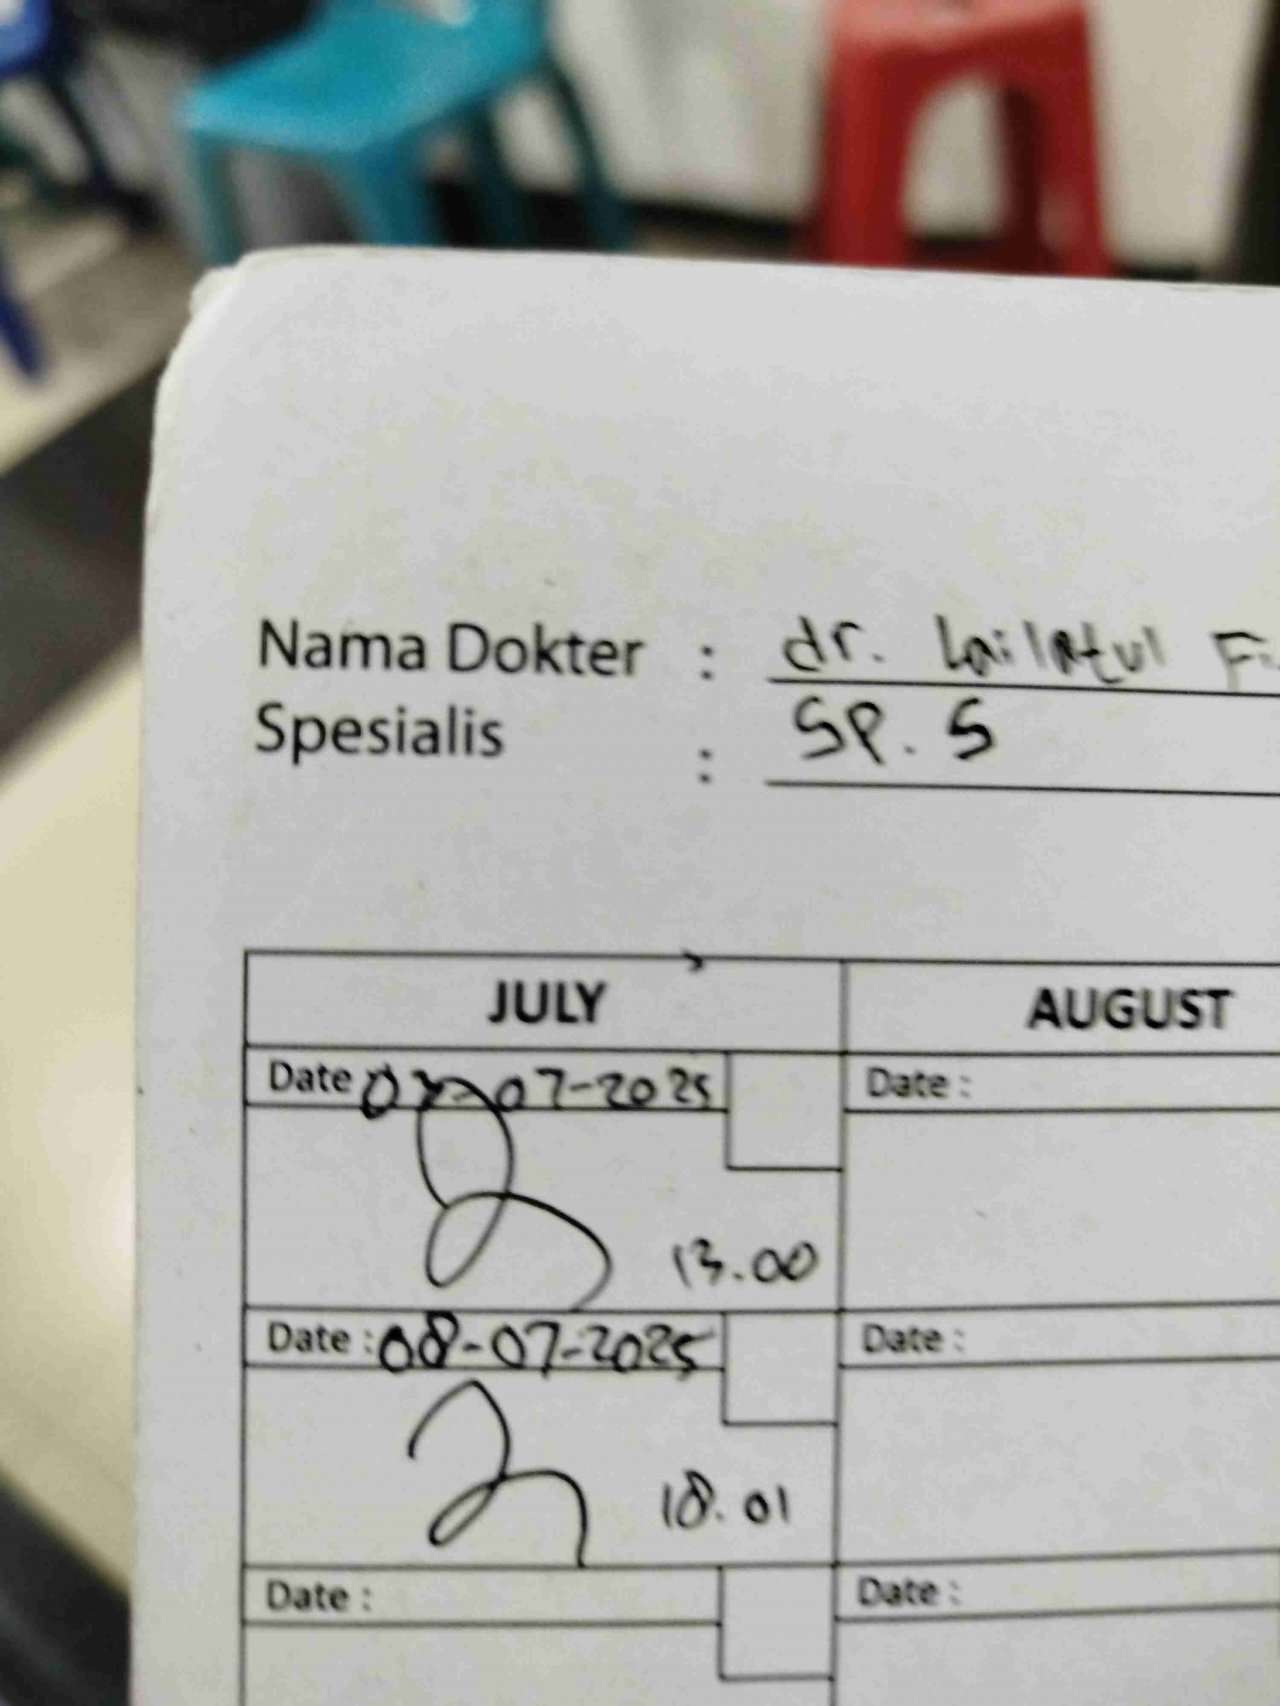 Nama Dokter : dr. Lailatul
Spesialis : Sp. S
JULY AUGUST
Date 07-2025 Date :
13.00
Date : 08-07-2025 Date :
18.01
Date : Date :